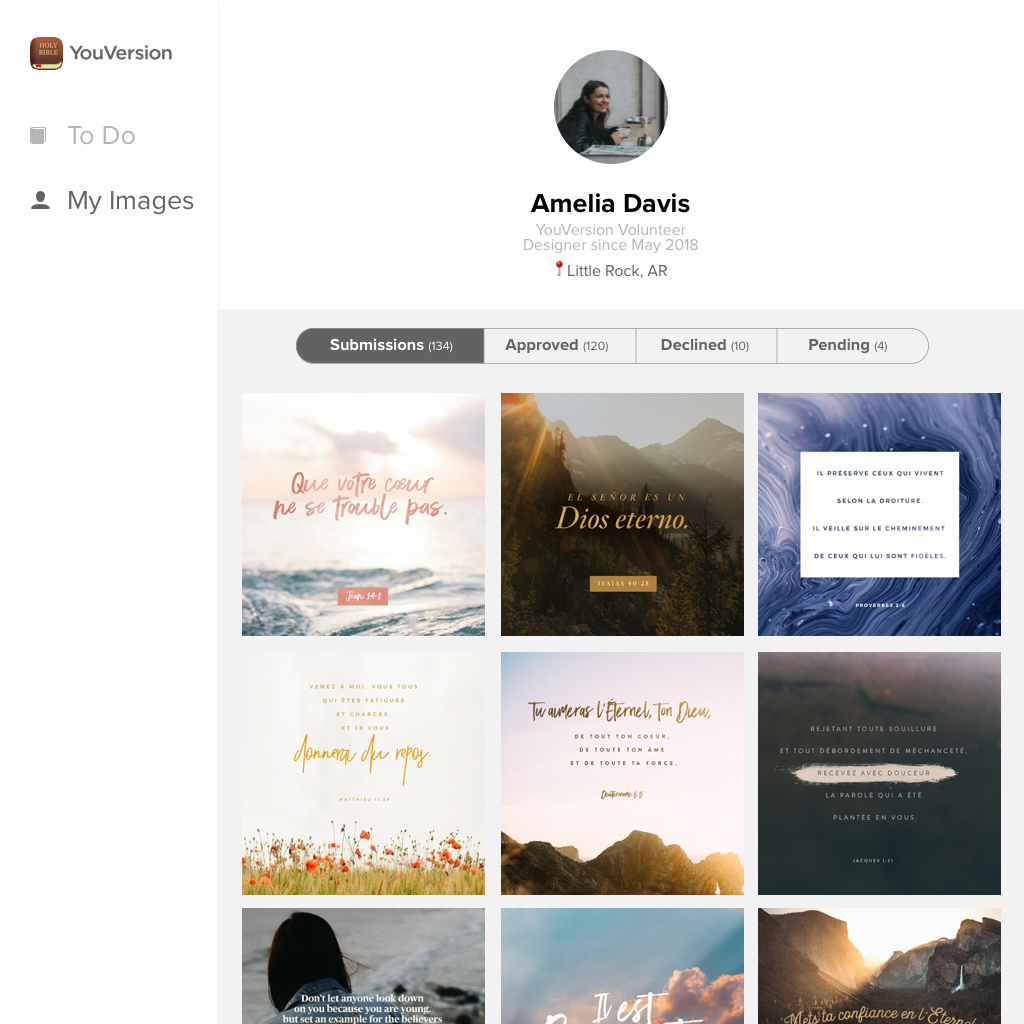 HOLY
BIBLE
YouVersion
To Do
My Images
Amelia Davis
YouVersion Volunteer
Designer since May 2018
Little Rock, AR
Submissions (134)
Approved (120)
Declined (10)
Pending (4)
Que votre cœur
ne se trouble pas.
Jean 14:1
EL SEÑOR ES UN
Dios eterno.
ISAÍAS 40:28
IL PRÉSERVE CEUX QUI VIVENT
SELON LA DROITURE.
IL VEILLE SUR LE CHEMINEMENT
DE CEUX QUI LUI SONT FIDÈLES.
PROVERBES 2:8
VENEZ À MOI, VOUS TOUS
QUI ÊTES FATIGUÉS
ET CHARGÉS,
ET JE VOUS
donnerai du repos.
MATTHIEU 11:28
Tu aimeras l'Éternel, ton Dieu,
DE TOUT TON COEUR,
DE TOUTE TON ÂME
ET DE TOUTE TA FORCE.
Deutéronome 6:5
REJETANT TOUTE SOUILLURE
ET TOUT DÉBORDEMENT DE MÉCHANCETÉ,
RECEVEZ AVEC DOUCEUR
LA PAROLE QUI A ÉTÉ
PLANTÉE EN VOUS.
JACQUES 1:21
Don't let anyone look down
on you because you are young,
but set an example for the believers
Il est
Mets ta confiance en l'Éternel